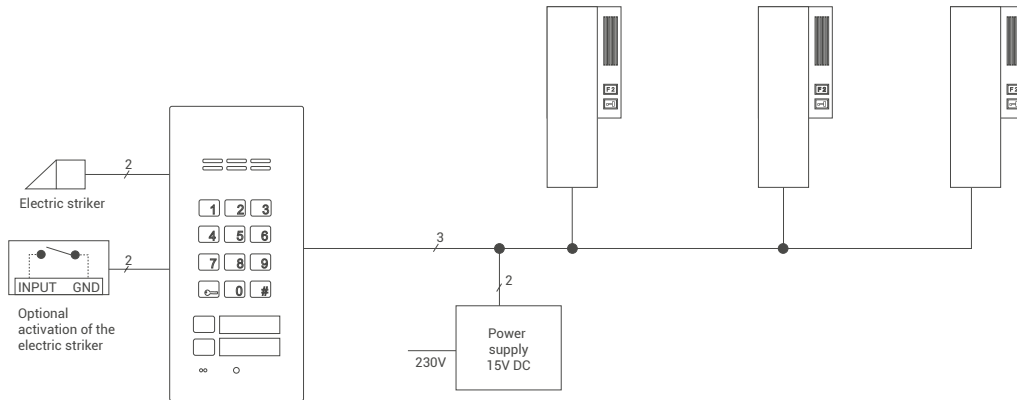 F2
F2
F2
2
Electric striker
1 2 3
4 5 6
3
7 8 9
2
INPUT GND
0 #
2
Optional
activation of the
electric striker
Power
supply
15V DC
230V